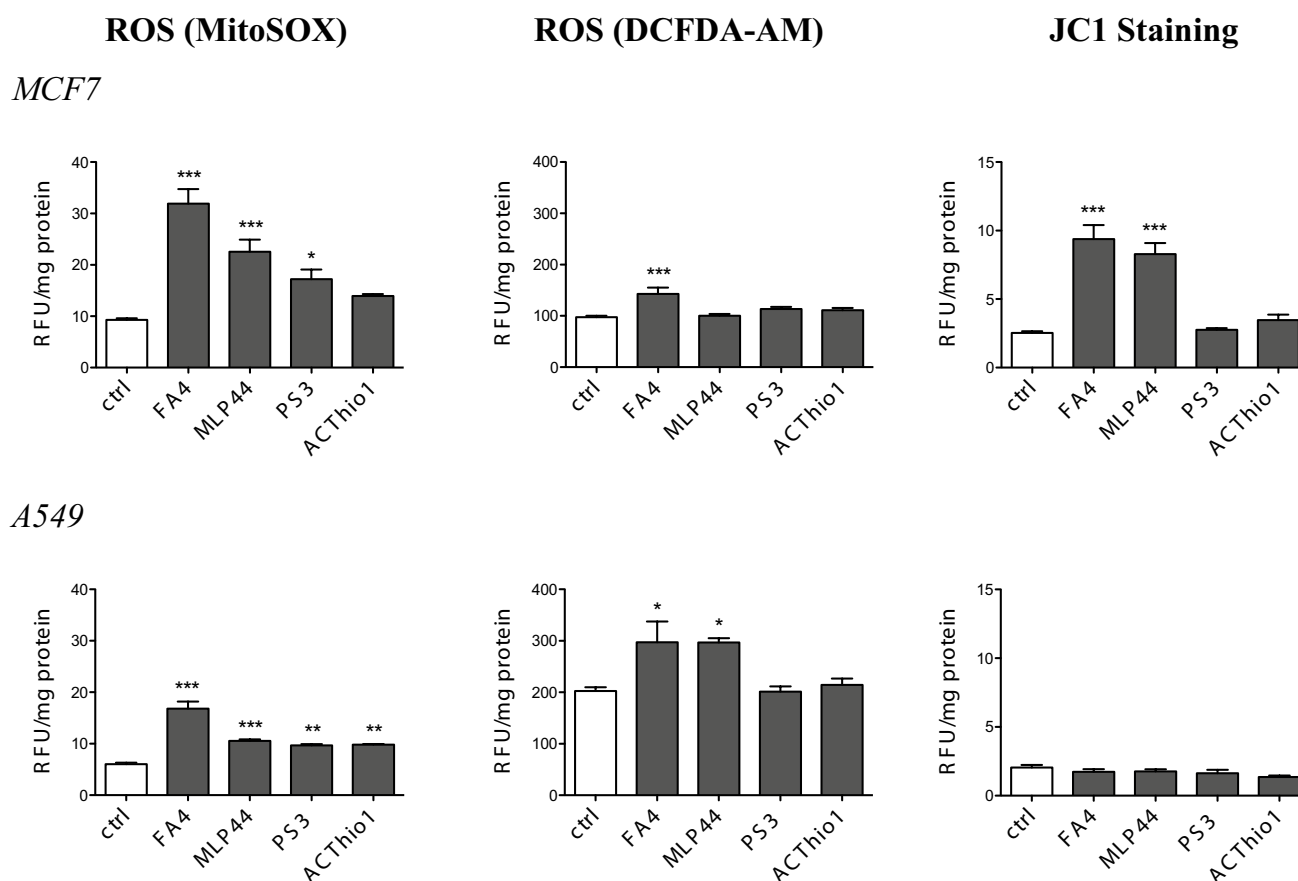 ROS (MitoSOX)
ROS (DCFDA-AM)
JC1 Staining
MCF7
RFU/mg protein
40
30
20
10
0
***
***
*
ctrl
FA4
MLP44
PS3
ACThio1
RFU/mg protein
400
300
200
100
0
***
ctrl
FA4
MLP44
PS3
ACThio1
RFU/mg protein
15
10
5
0
***
***
ctrl
FA4
MLP44
PS3
ACThio1
A549
RFU/mg protein
40
30
20
10
0
***
***
**
**
ctrl
FA4
MLP44
PS3
ACThio1
RFU/mg protein
400
300
200
100
0
*
*
ctrl
FA4
MLP44
PS3
ACThio1
RFU/mg protein
15
10
5
0
ctrl
FA4
MLP44
PS3
ACThio1